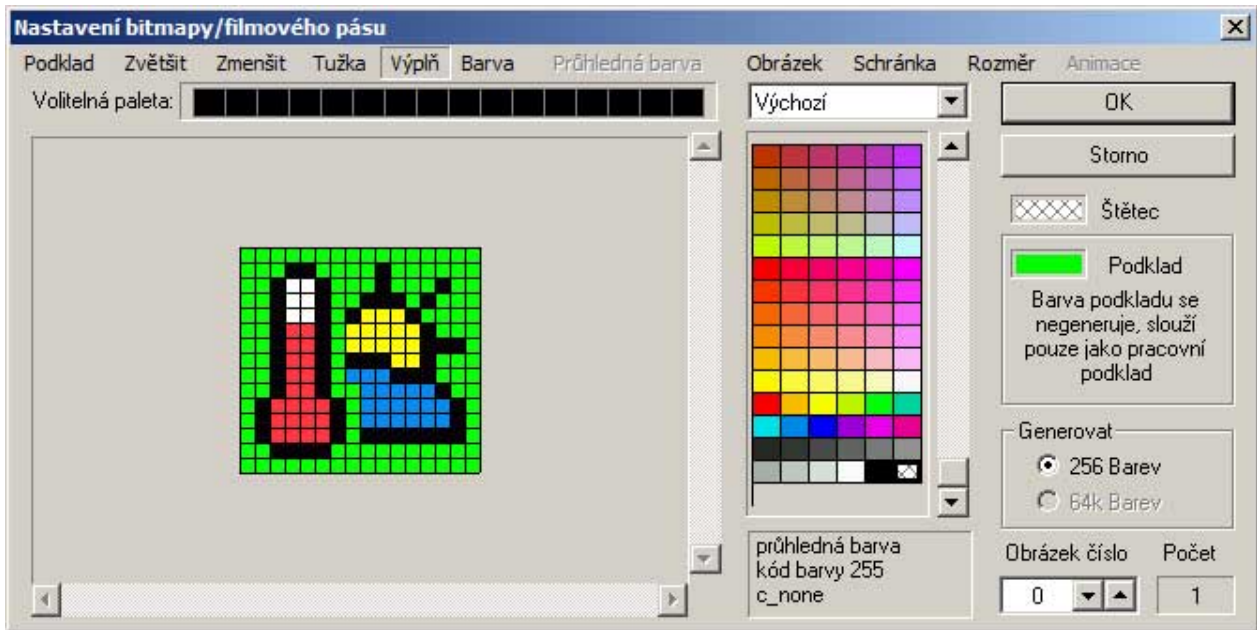 Nastavení bitmapy/filmového pásu
Podklad Zvětšit Zmenšit Tužka Výplň Barva Průhledná barva Obrázek Schránka Rozměr Animace
Volitelná paleta:
Výchozí
OK
Storno
Štětec
Podklad
Barva podkladu se
negeneruje, slouží
pouze jako pracovní
podklad
Generovat
256 Barev
64k Barev
průhledná barva
kód barvy 255
c_none
Obrázek číslo Počet
0 1